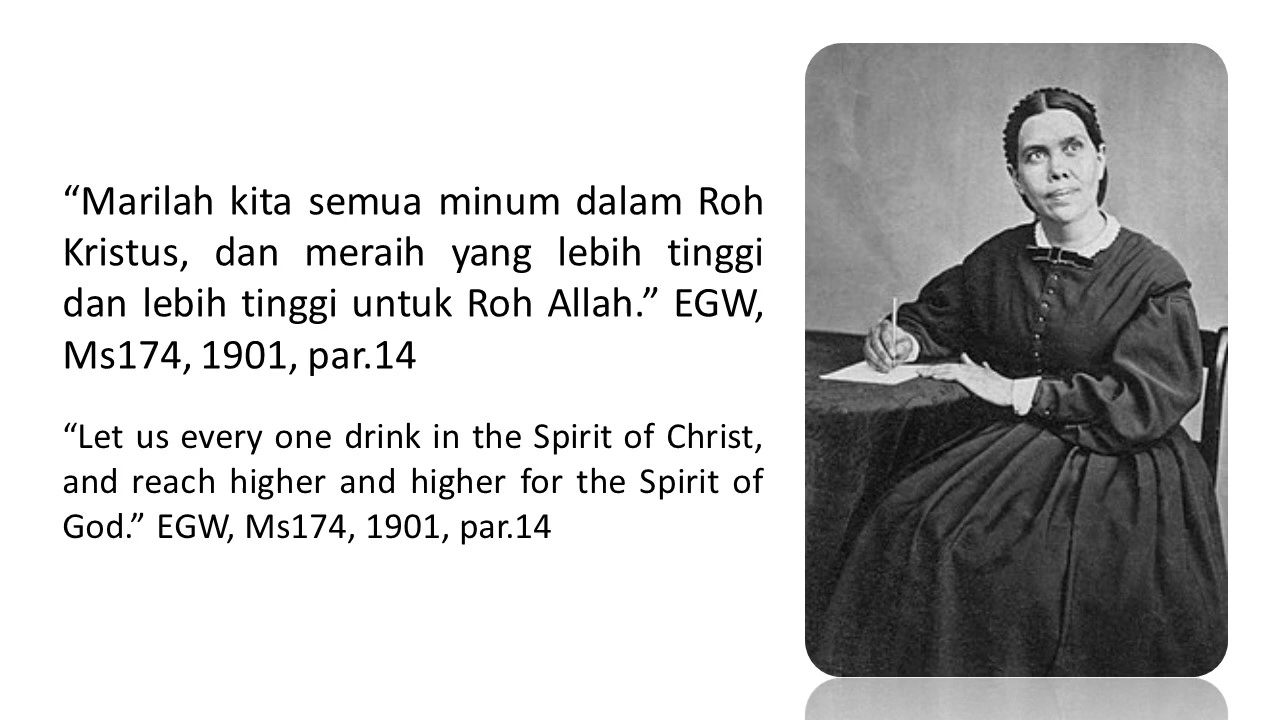 “Marilah kita semua minum dalam Roh
Kristus, dan meraih yang lebih tinggi
dan lebih tinggi untuk Roh Allah.” EGW,
Ms174, 1901, par.14
“Let us every one drink in the Spirit of Christ,
and reach higher and higher for the Spirit of
God.” EGW, Ms174, 1901, par.14